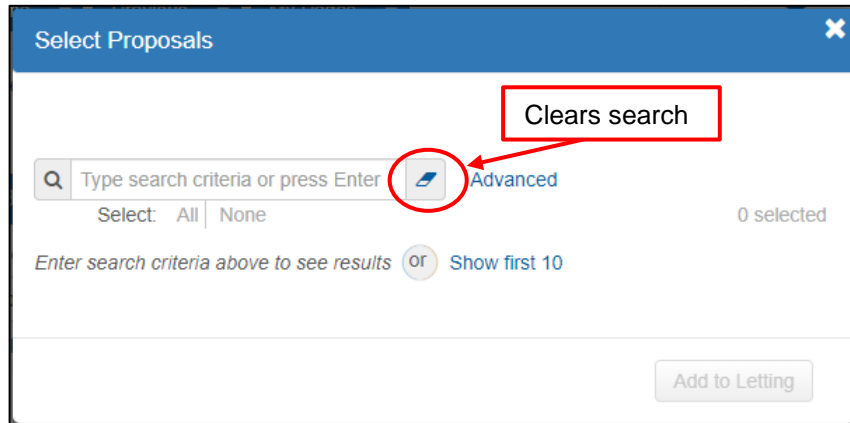 Select Proposals
Clears search
Type search criteria or press Enter
Advanced
Select: All None
0 selected
Enter search criteria above to see results or Show first 10
Add to Letting